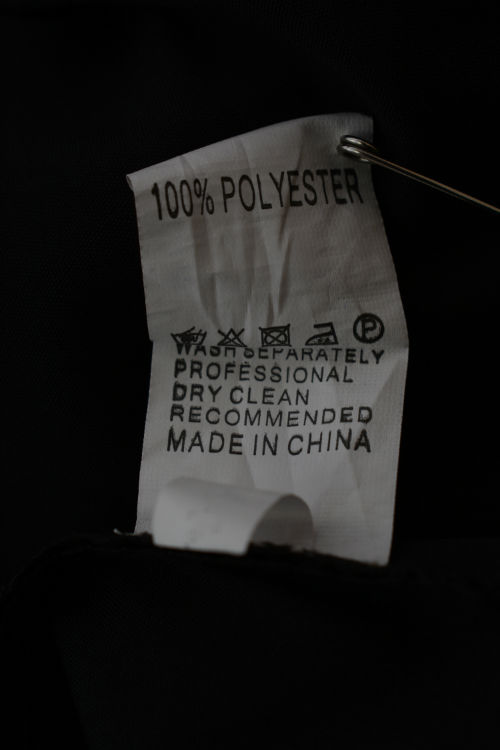 100% POLYESTER
P
WASH SEPARATELY
PROFESSIONAL
DRY CLEAN
RECOMMENDED
MADE IN CHINA